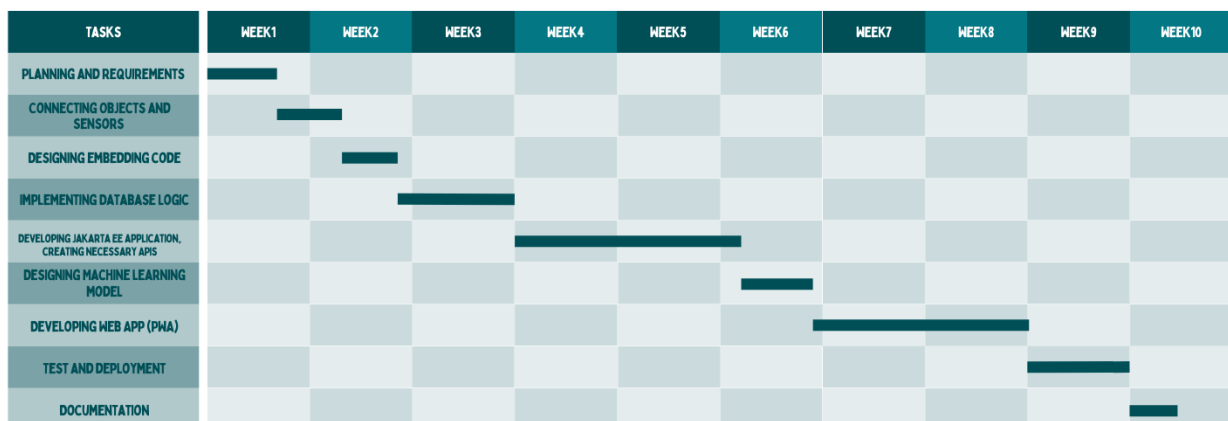 TASKS WEEK1 WEEK2 WEEK3 WEEK4 WEEK5 WEEK6 WEEK7 WEEK8 WEEK9 WEEK10
PLANNING AND REQUIREMENTS
CONNECTING OBJECTS AND
SENSORS
DESIGNING EMBEDDING CODE
IMPLEMENTING DATABASE LOGIC
DEVELOPING JAKARTA EE APPLICATION,
CREATING NECESSARY APIS
DESIGNING MACHINE LEARNING
MODEL
DEVELOPING WEB APP (PWA)
TEST AND DEPLOYMENT
DOCUMENTATION